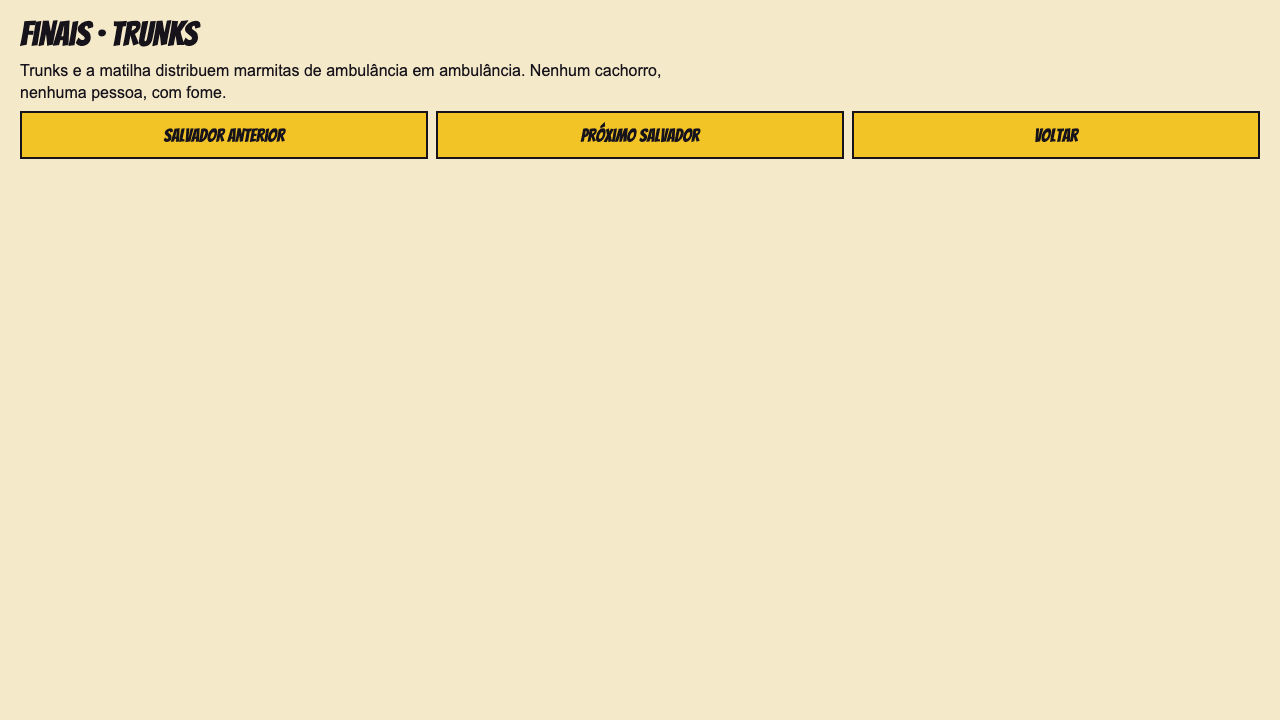 FINAIS • TRUNKS
Trunks e a matilha distribuem marmitas de ambulância em ambulância. Nenhum cachorro,
nenhuma pessoa, com fome.
SALVADOR ANTERIOR
PRÓXIMO SALVADOR
VOLTAR